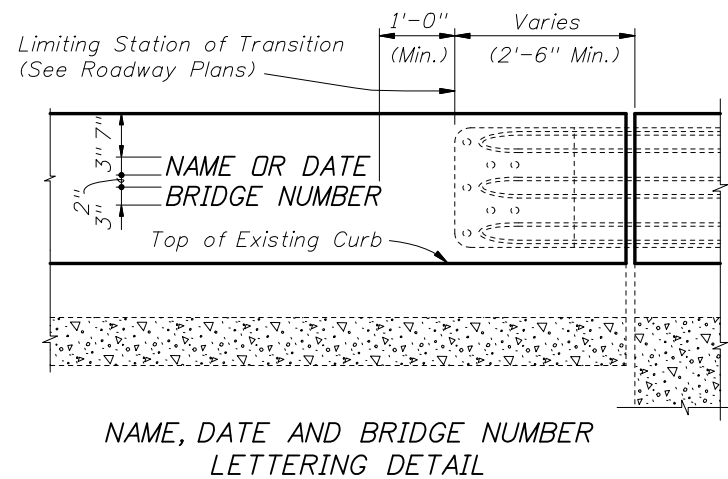 1'-0"
(Min.)
Varies
(2'-6" Min.)
Limiting Station of Transition
(See Roadway Plans)
7"
3"
2"
3"
NAME OR DATE
BRIDGE NUMBER
Top of Existing Curb
NAME, DATE AND BRIDGE NUMBER
LETTERING DETAIL